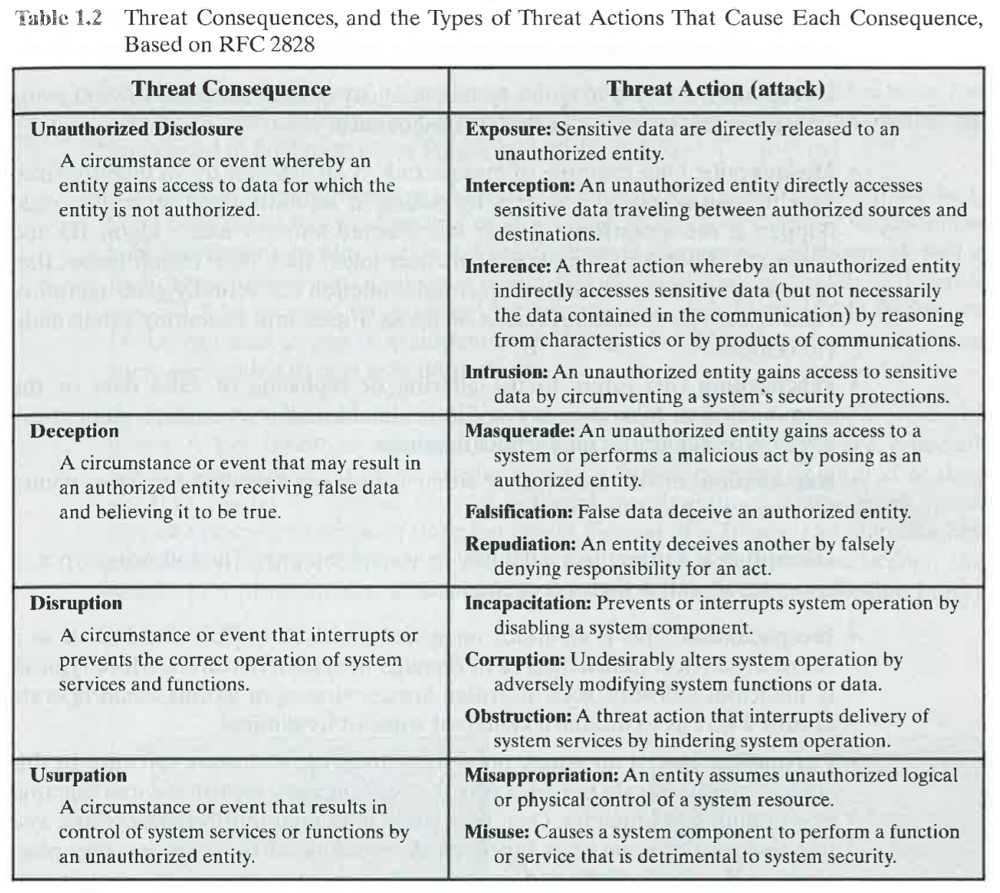 Table 1.2 Threat Consequences, and the Types of Threat Actions That Cause Each Consequence,
Based on RFC 2828
Threat Consequence
Threat Action (attack)
Unauthorized Disclosure
A circumstance or event whereby an
entity gains access to data for which the
entity is not authorized.
Exposure: Sensitive data are directly released to an
unauthorized entity.
Interception: An unauthorized entity directly accesses
sensitive data traveling between authorized sources and
destinations.
Interence: A threat action whereby an unauthorized entity
indirectly accesses sensitive data (but not necessarily
the data contained in the communication) by reasoning
from characteristics or by products of communications.
Intrusion: An unauthorized entity gains access to sensitive
data by circumventing a system's security protections.
Deception
A circumstance or event that may result in
an authorized entity receiving false data
and believing it to be true.
Masquerade: An unauthorized entity gains access to a
system or performs a malicious act by posing as an
authorized entity.
Falsification: False data deceive an authorized entity.
Repudiation: An entity deceives another by falsely
denying responsibility for an act.
Disruption
A circumstance or event that interrupts or
prevents the correct operation of system
services and functions.
Incapacitation: Prevents or interrupts system operation by
disabling a system component.
Corruption: Undesirably alters system operation by
adversely modifying system functions or data.
Obstruction: A threat action that interrupts delivery of
system services by hindering system operation.
Usurpation
A circumstance or event that results in
control of system services or functions by
an unauthorized entity.
Misappropriation: An entity assumes unauthorized logical
or physical control of a system resource.
Misuse: Causes a system component to perform a function
or service that is detrimental to system security.